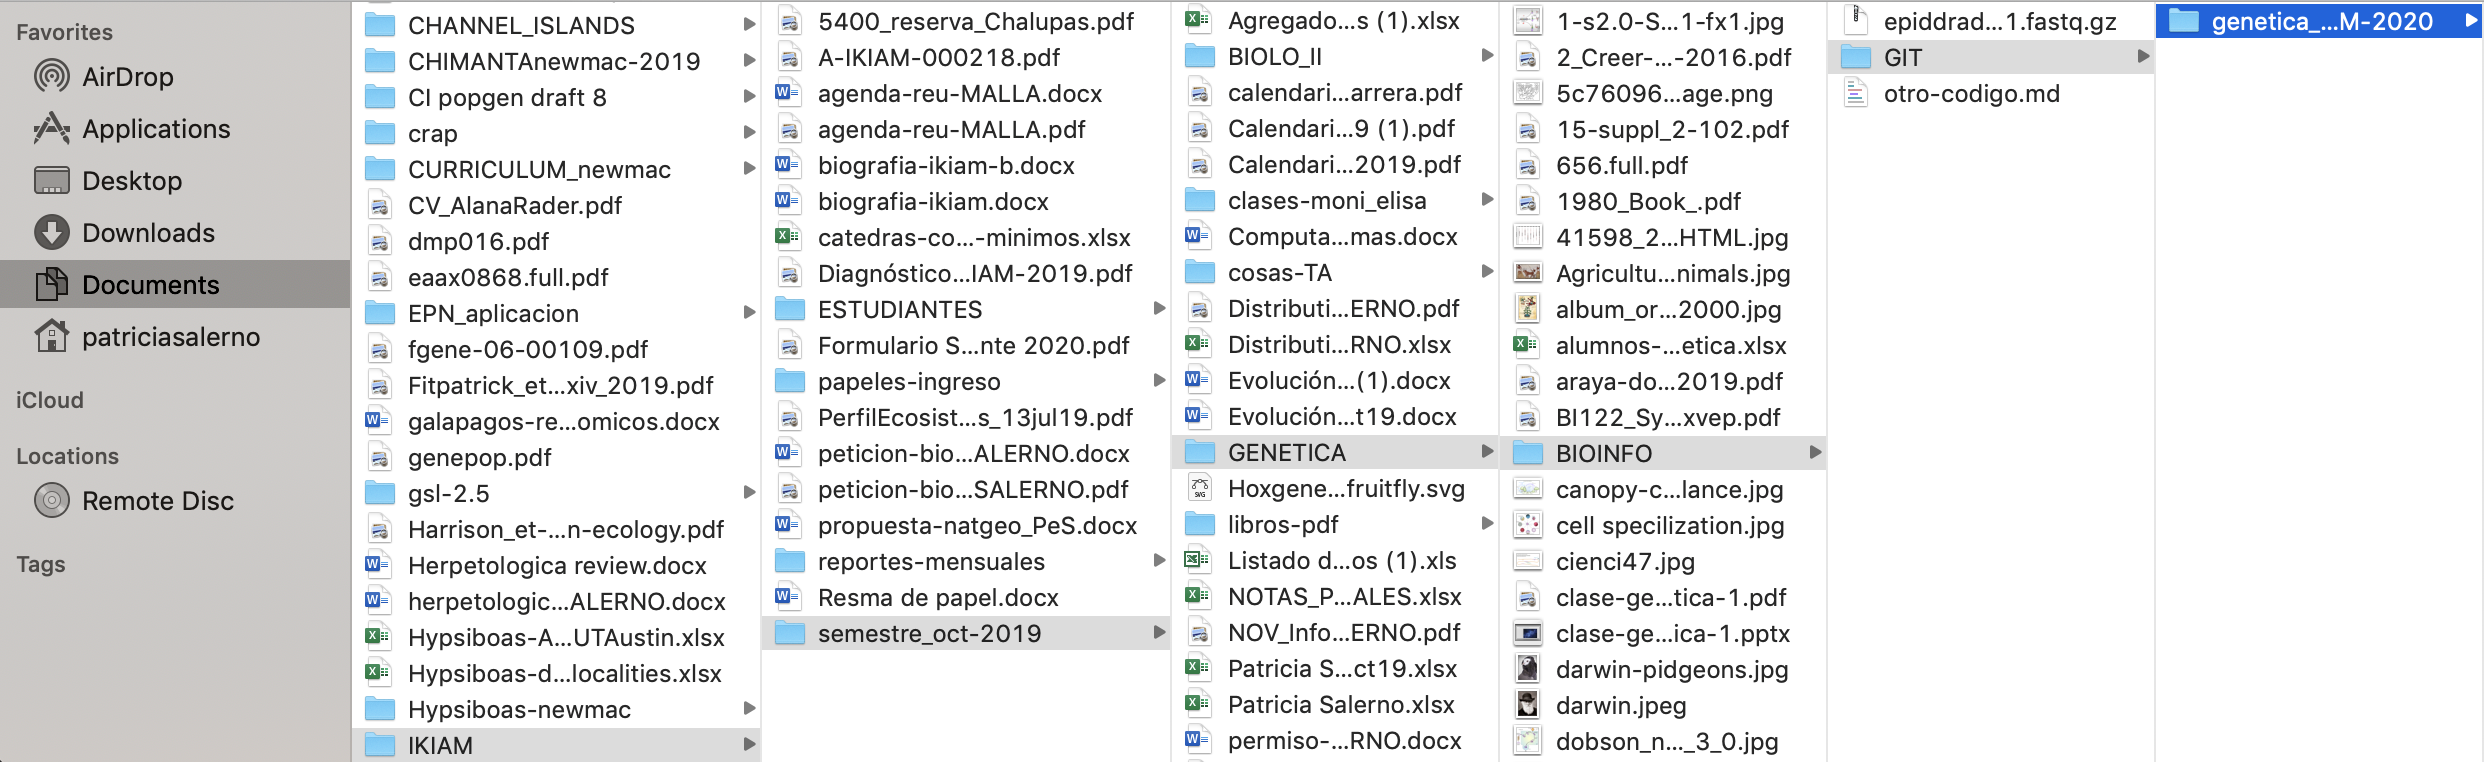 Favorites
AirDrop
Applications
Desktop
Downloads
Documents
patriciasalerno
iCloud
Locations
Remote Disc
Tags
CHANNEL_ISLANDS
CHIMANTAnewmac-2019
CI popgen draft 8
crap
CURRICULUM_newmac
CV_AlanaRader.pdf
dmp016.pdf
eaax0868.full.pdf
EPN_aplicacion
fgene-06-00109.pdf
Fitpatrick_et...xiv_2019.pdf
galapagos-re...omicos.docx
genepop.pdf
gsl-2.5
Harrison_et-...n-ecology.pdf
Herpetologica review.docx
herpetologic...ALERNO.docx
Hypsiboas-A...UTAustin.xlsx
Hypsiboas-d...localities.xlsx
Hypsiboas-newmac
IKIAM
5400_reserva_Chalupas.pdf
A-IKIAM-000218.pdf
agenda-reu-MALLA.docx
agenda-reu-MALLA.pdf
biografia-ikiam-b.docx
biografia-ikiam.docx
catedras-co...-minimos.xlsx
Diagnóstico...IAM-2019.pdf
ESTUDIANTES
Formulario S...nte 2020.pdf
papeles-ingreso
PerfilEcosist...s_13jul19.pdf
peticion-bio...ALERNO.docx
peticion-bio...SALERNO.pdf
propuesta-natgeo_PeS.docx
reportes-mensuales
Resma de papel.docx
semestre_oct-2019
Agregado...s (1).xlsx
BIOLO_II
calendari...arrera.pdf
Calendari...9 (1).pdf
Calendari...2019.pdf
clases-moni_elisa
Computa...mas.docx
cosas-TA
Distributi...ERNO.pdf
Distributi...RNO.xlsx
Evolución...(1).docx
Evolución...t19.docx
GENETICA
Hoxgene...fruitfly.svg
libros-pdf
Listado d...os (1).xls
NOTAS_P...ALES.xlsx
NOV_Info...ERNO.pdf
Patricia S...ct19.xlsx
Patricia Salerno.xlsx
permiso-...RNO.docx
1-s2.0-S...1-fx1.jpg
2_Creer-...-2016.pdf
5c76096...age.png
15-suppl_2-102.pdf
656.full.pdf
1980_Book_.pdf
41598_2...HTML.jpg
Agricultu...nimals.jpg
album_or...2000.jpg
alumnos-...etica.xlsx
araya-do...2019.pdf
BI122_Sy...xvep.pdf
BIOINFO
canopy-c...lance.jpg
cell specilization.jpg
cienci47.jpg
clase-ge...tica-1.pdf
clase-ge...ica-1.pptx
darwin-pidgeons.jpg
darwin.jpeg
dobson_n..._3_0.jpg
epiddrad...1.fastq.gz
GIT
otro-codigo.md
genetica_...M-2020